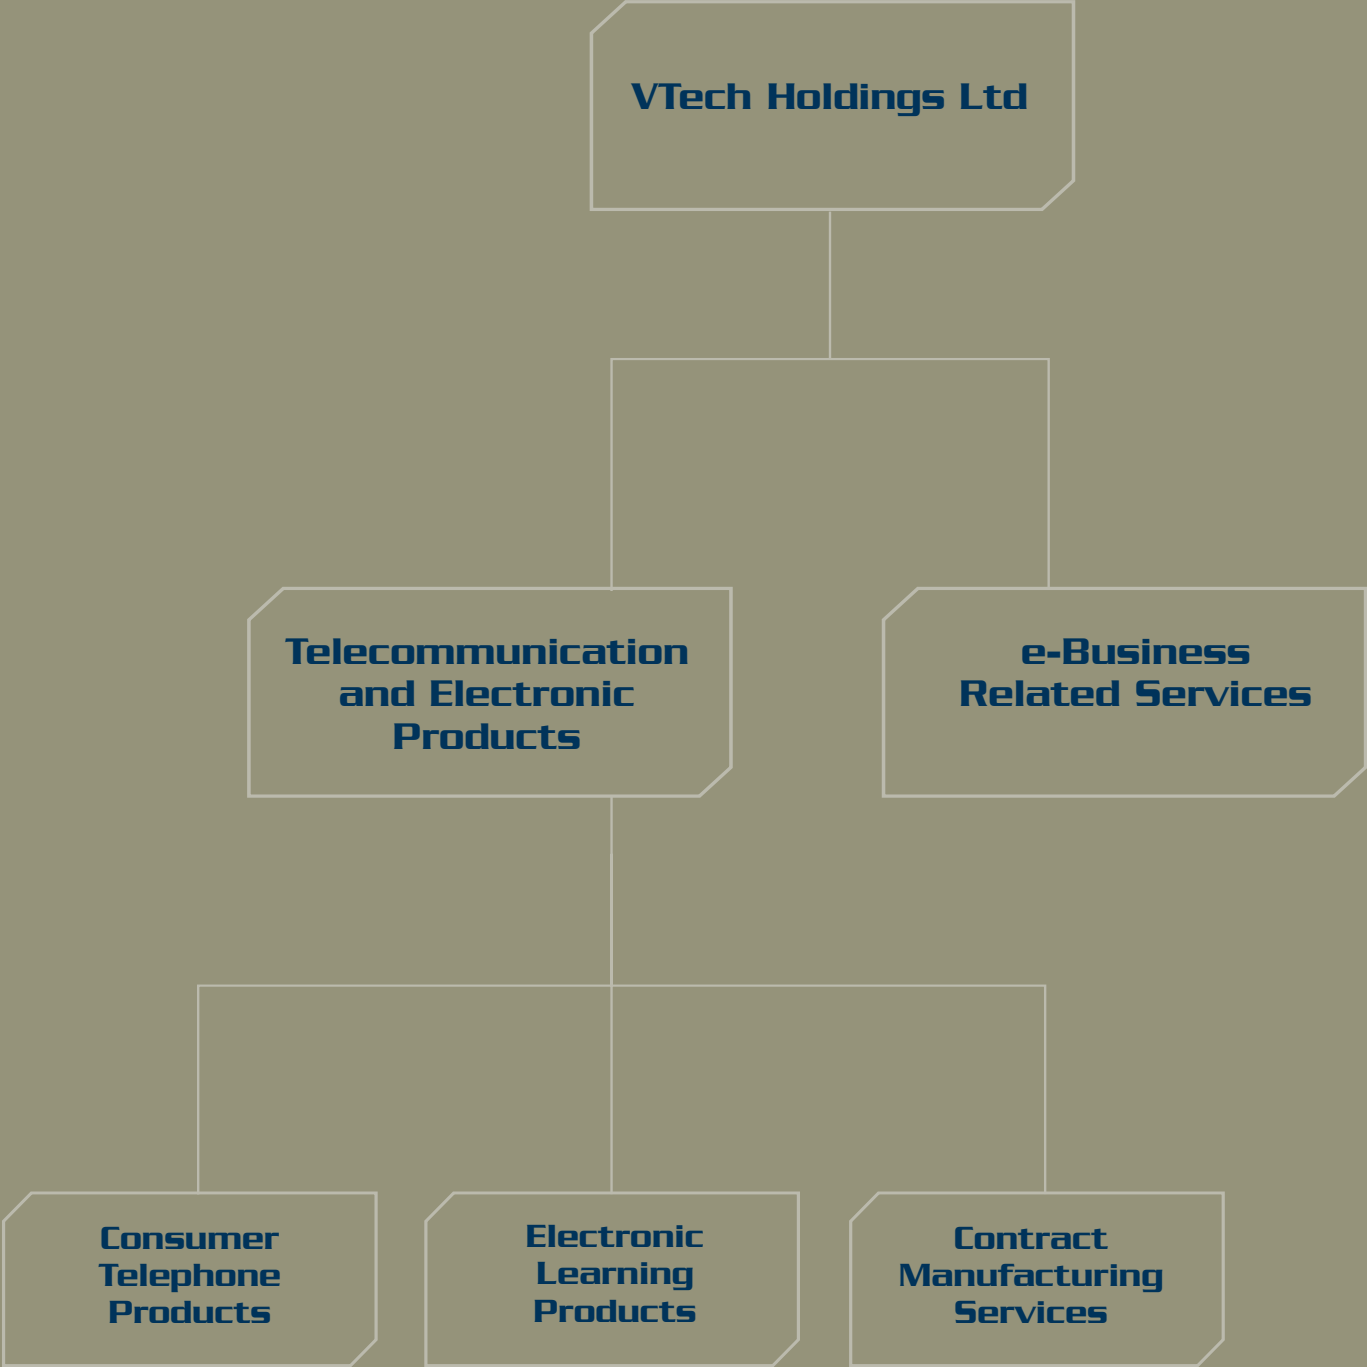 VTech Holdings Ltd
Telecommunication
and Electronic
Products
e-Business
Related Services
Consumer
Telephone
Products
Electronic
Learning
Products
Contract
Manufacturing
Services